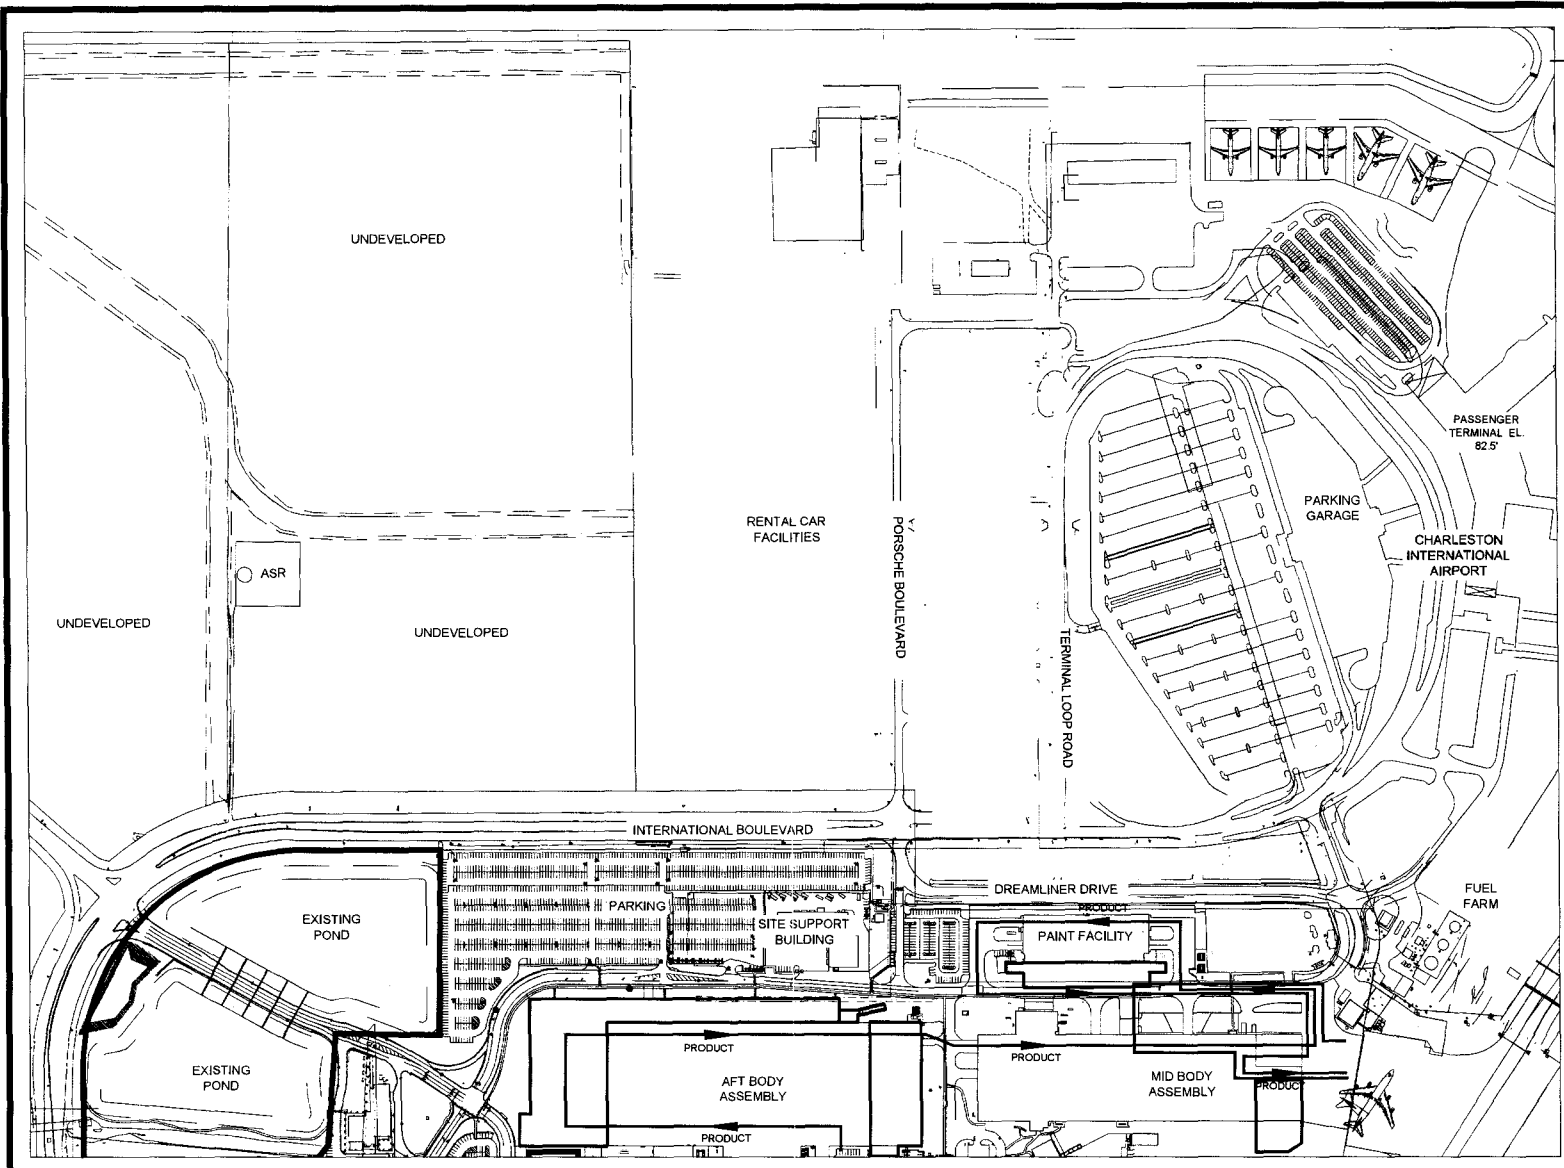 UNDEVELOPED
PASSENGER
TERMINAL EL.
82.5'
RENTAL CAR
FACILITIES
PORSCHE BOULEVARD
PARKING
GARAGE
CHARLESTON
INTERNATIONAL
AIRPORT
ASR
UNDEVELOPED
UNDEVELOPED
TERMINAL LOOP ROAD
INTERNATIONAL BOULEVARD
DREAMLINER DRIVE
FUEL
FARM
PARKING
PRODUCT
EXISTING
POND
SITE SUPPORT
BUILDING
PAINT FACILITY
PRODUCT
PRODUCT
EXISTING
POND
AFT BODY
ASSEMBLY
MID BODY
ASSEMBLY
PRODUCT
PRODUCT